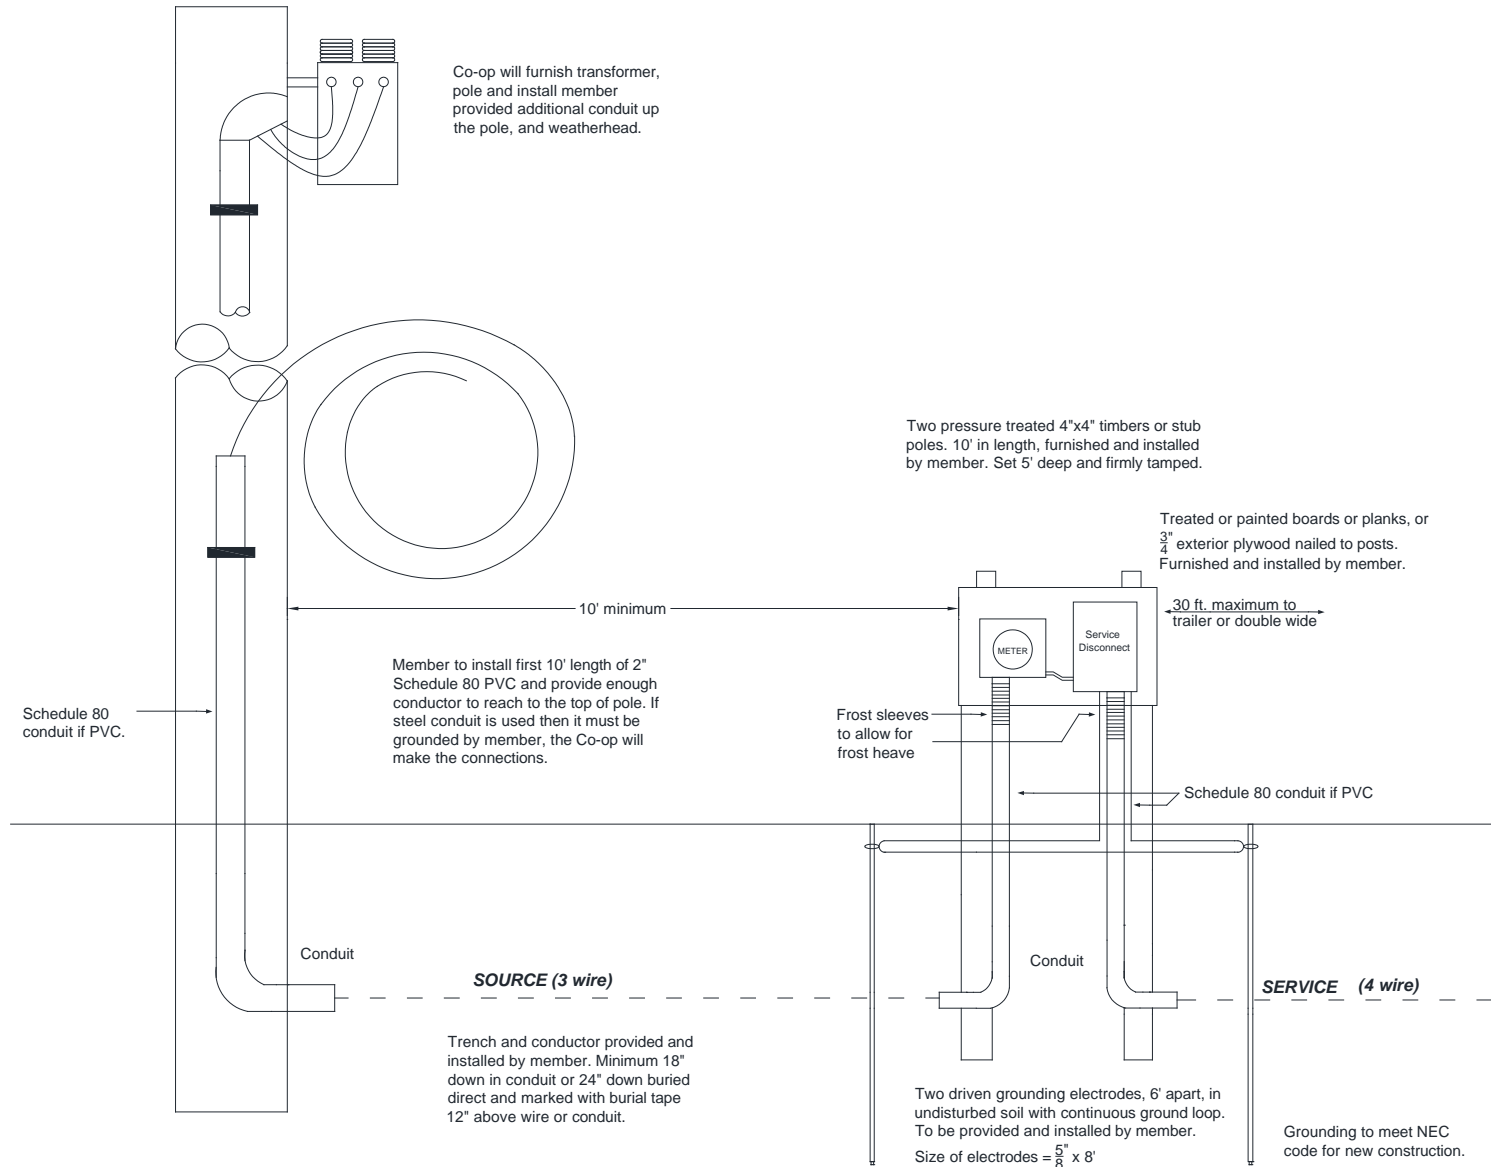 Co-op will furnish transformer,
pole and install member
provided additional conduit up
the pole, and weatherhead.
Two pressure treated 4"x4" timbers or stub
poles. 10' in length, furnished and installed
by member. Set 5' deep and firmly tamped.
Treated or painted boards or planks, or
3/4" exterior plywood nailed to posts.
Furnished and installed by member.
10' minimum
30 ft. maximum to
trailer or double wide
METER
Service
Disconnect
Member to install first 10' length of 2"
Schedule 80 PVC and provide enough
conductor to reach to the top of pole. If
steel conduit is used then it must be
grounded by member, the Co-op will
make the connections.
Schedule 80
conduit if PVC.
Frost sleeves
to allow for
frost heave
Schedule 80 conduit if PVC
Conduit
SOURCE (3 wire)
Conduit
SERVICE (4 wire)
Trench and conductor provided and
installed by member. Minimum 18"
down in conduit or 24" down buried
direct and marked with burial tape
12" above wire or conduit.
Two driven grounding electrodes, 6' apart, in
undisturbed soil with continuous ground loop.
To be provided and installed by member.
Size of electrodes = 5/8" x 8'
Grounding to meet NEC
code for new construction.